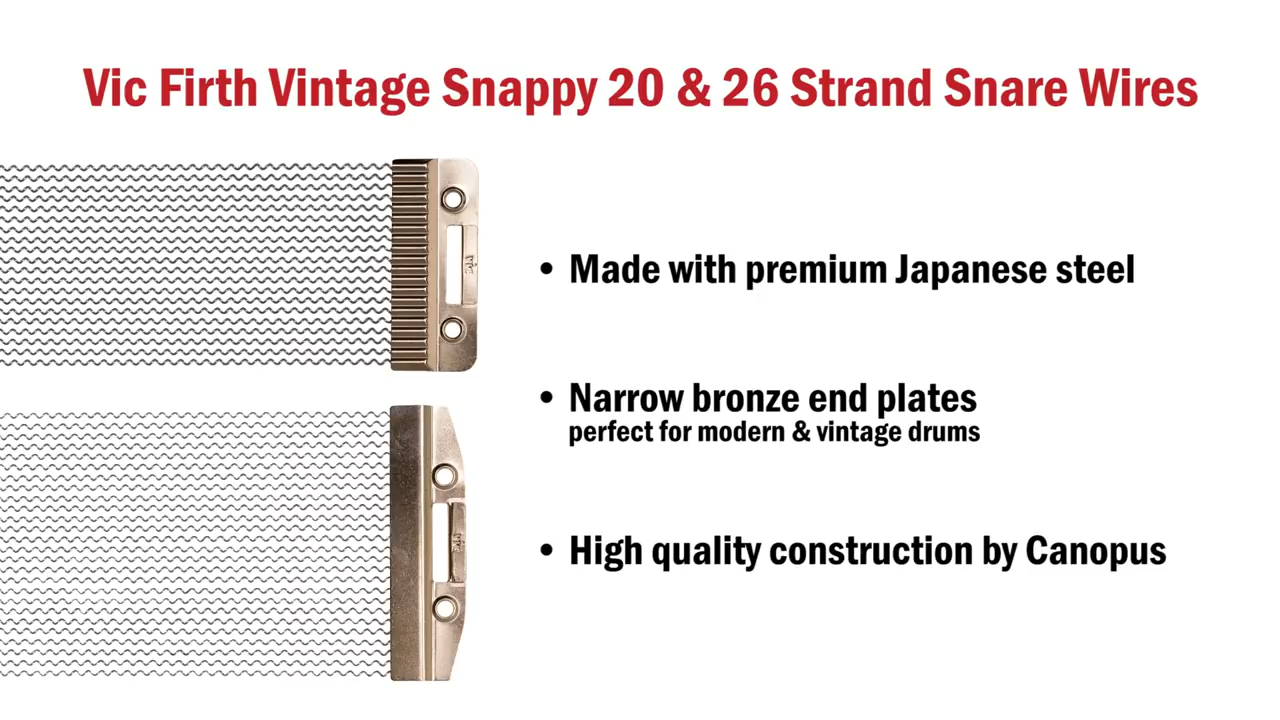 Vic Firth Vintage Snappy 20 & 26 Strand Snare Wires
• Made with premium Japanese steel
• Narrow bronze end plates
perfect for modern & vintage drums
• High quality construction by Canopus